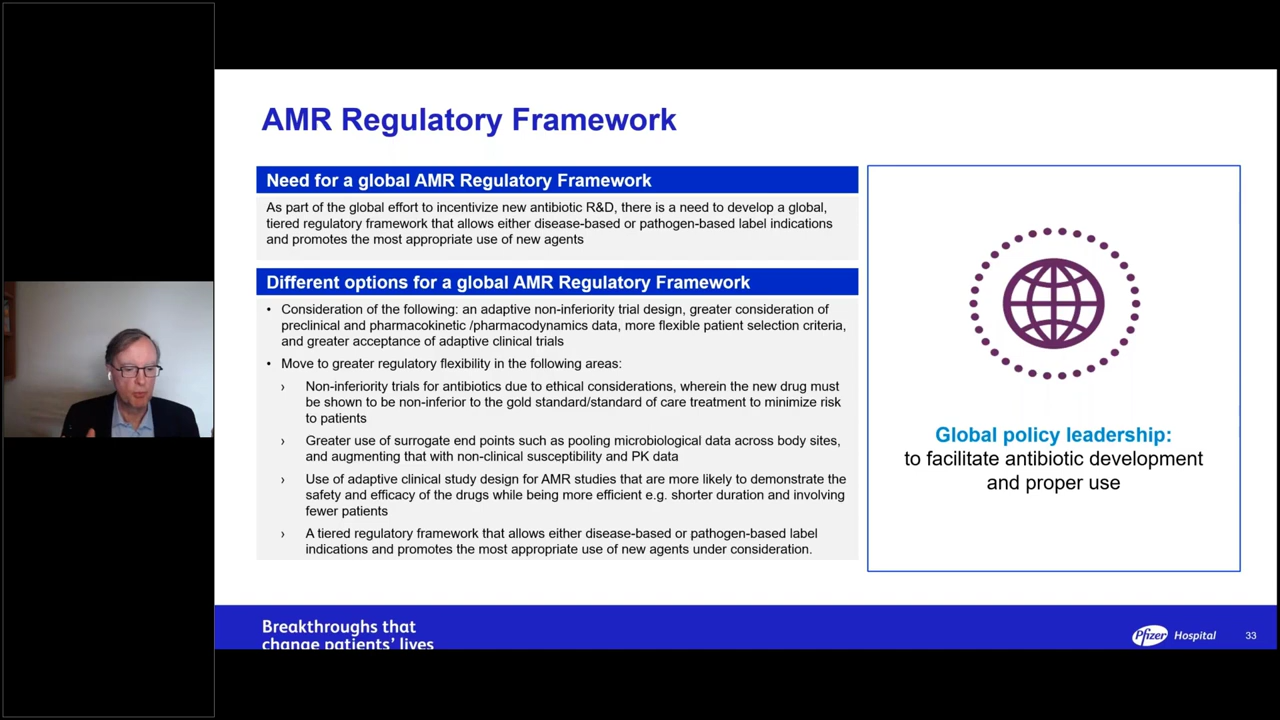 AMR Regulatory Framework
Need for a global AMR Regulatory Framework
As part of the global effort to incentivize new antibiotic R&D, there is a need to develop a global,
tiered regulatory framework that allows either disease-based or pathogen-based label indications
and promotes the most appropriate use of new agents
Different options for a global AMR Regulatory Framework
• Consideration of the following: an adaptive non-inferiority trial design, greater consideration of
preclinical and pharmacokinetic /pharmacodynamics data, more flexible patient selection criteria,
and greater acceptance of adaptive clinical trials
• Move to greater regulatory flexibility in the following areas:
› Non-inferiority trials for antibiotics due to ethical considerations, wherein the new drug must
be shown to be non-inferior to the gold standard/standard of care treatment to minimize risk
to patients
› Greater use of surrogate end points such as pooling microbiological data across body sites,
and augmenting that with non-clinical susceptibility and PK data
› Use of adaptive clinical study design for AMR studies that are more likely to demonstrate the
safety and efficacy of the drugs while being more efficient e.g. shorter duration and involving
fewer patients
› A tiered regulatory framework that allows either disease-based or pathogen-based label
indications and promotes the most appropriate use of new agents under consideration.
Global policy leadership:
to facilitate antibiotic development
and proper use
Breakthroughs that
change patients' lives
Pfizer Hospital
33